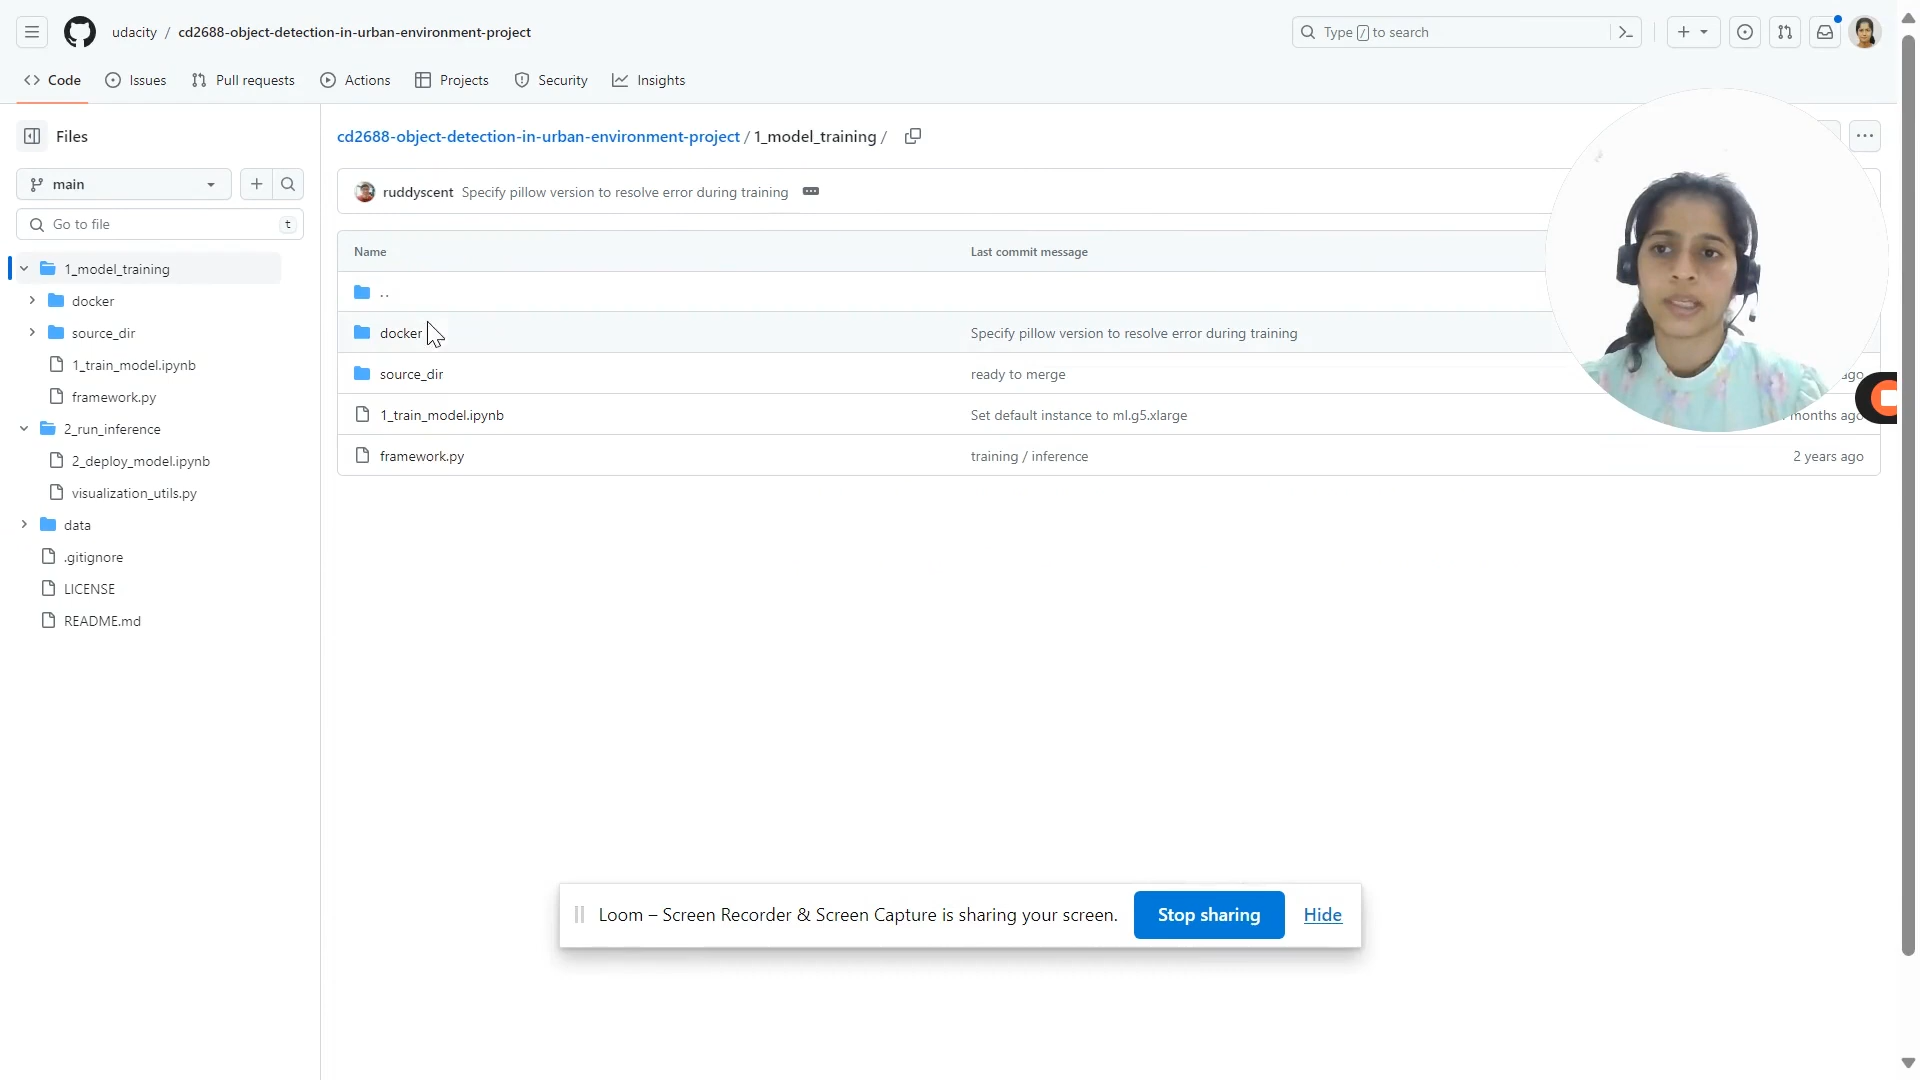 udacity / cd2688-object-detection-in-urban-environment-project
Type / to search
Code Issues Pull requests Actions Projects Security Insights
Files
main
Go to file t
1_model_training
docker
source_dir
1_train_model.ipynb
framework.py
2_run_inference
2_deploy_model.ipynb
visualization_utils.py
data
.gitignore
LICENSE
README.md
cd2688-object-detection-in-urban-environment-project / 1_model_training /
ruddyscent Specify pillow version to resolve error during training
Name Last commit message
..
docker Specify pillow version to resolve error during training
source_dir ready to merge ago
1_train_model.ipynb Set default instance to ml.g5.xlarge months ago
framework.py training / inference 2 years ago
Loom – Screen Recorder & Screen Capture is sharing your screen. Stop sharing Hide